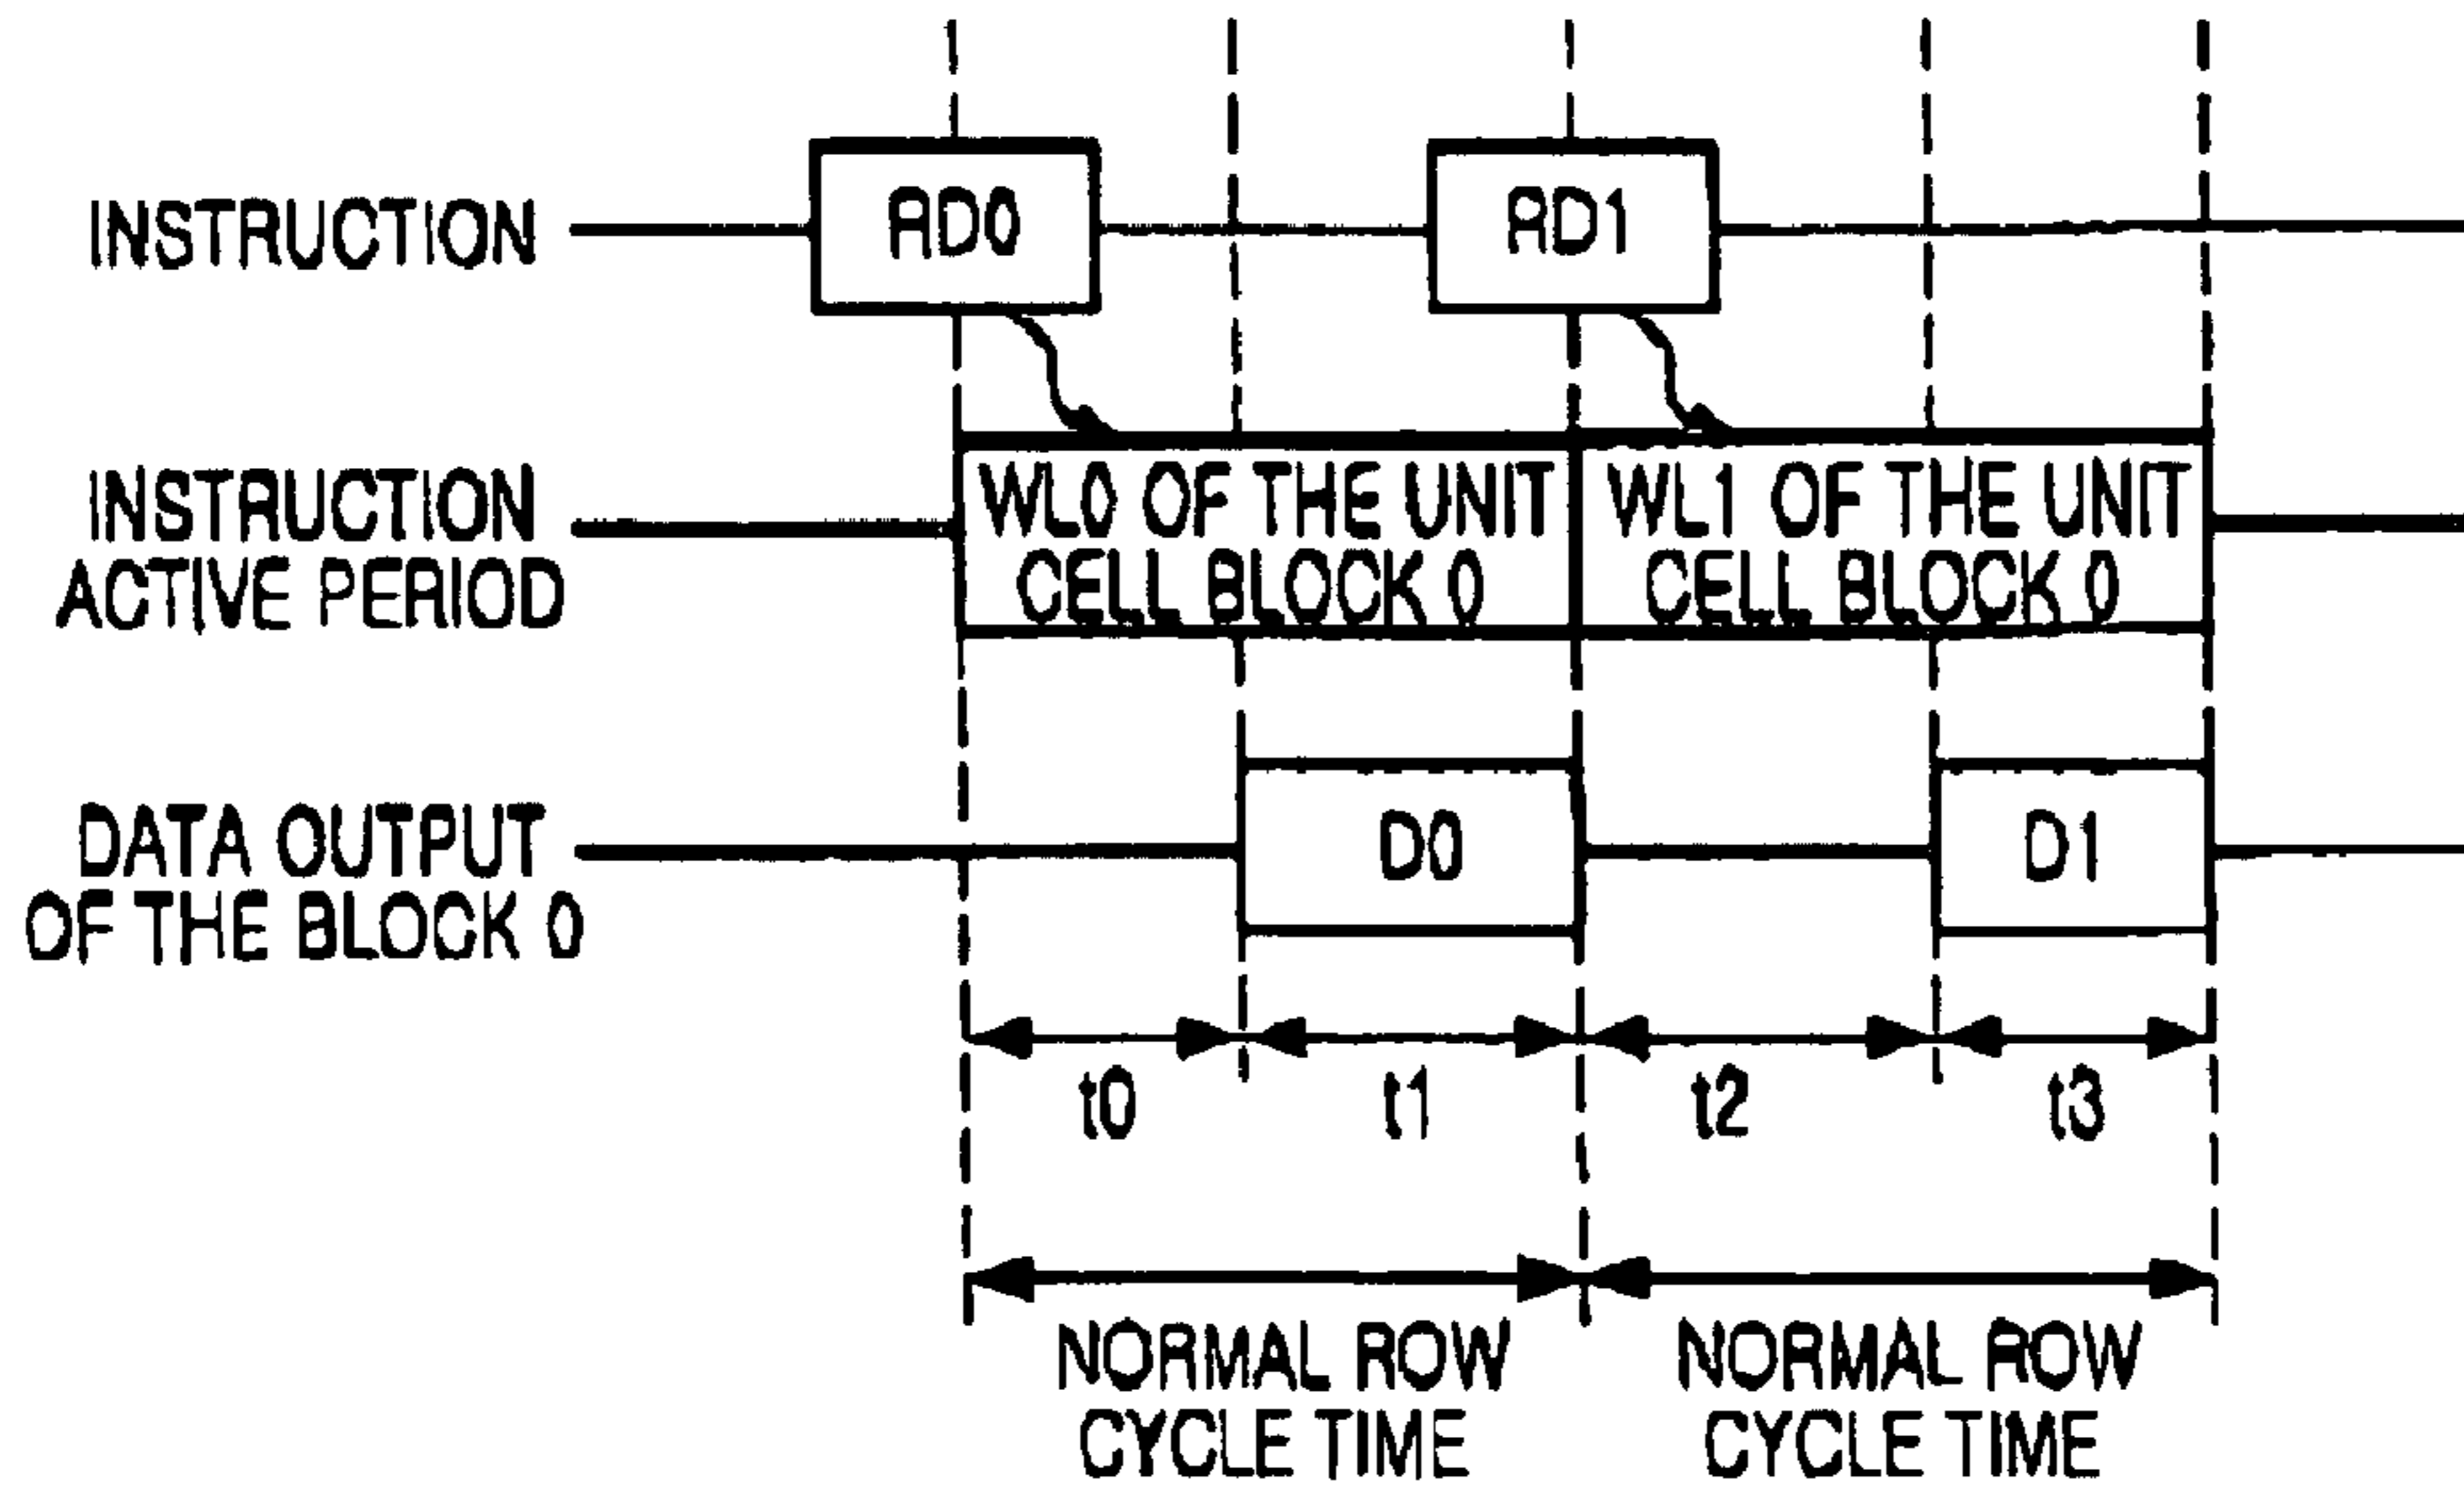 INSTRUCTION
RD0
RD1
INSTRUCTION
ACTIVE PERIOD
WL0 OF THE UNIT
CELL BLOCK 0
WL1 OF THE UNIT
CELL BLOCK 0
DATA OUTPUT
OF THE BLOCK 0
D0
D1
t0
t1
t2
t3
NORMAL ROW
CYCLE TIME
NORMAL ROW
CYCLE TIME